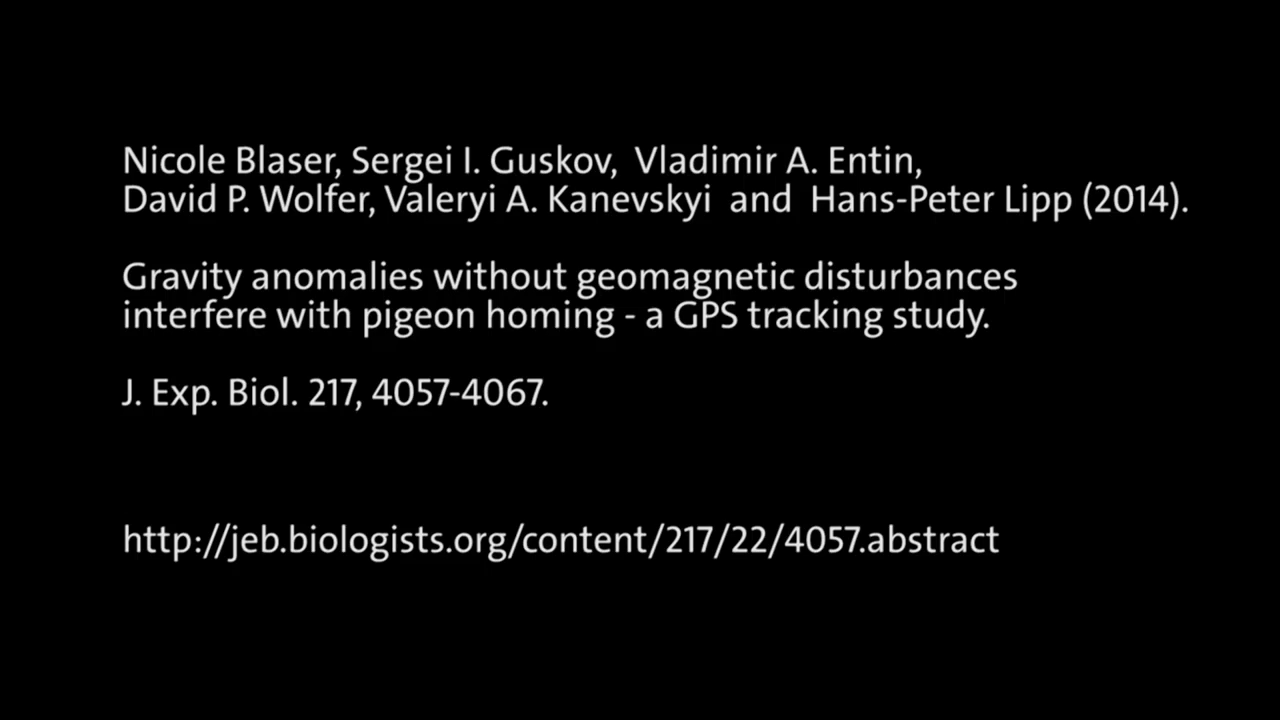 Nicole Blaser, Sergei I. Guskov, Vladimir A. Entin,
David P. Wolfer, Valeryi A. Kanevskyi and Hans-Peter Lipp (2014).
Gravity anomalies without geomagnetic disturbances
interfere with pigeon homing - a GPS tracking study.
J. Exp. Biol. 217, 4057-4067.
http://jeb.biologists.org/content/217/22/4057.abstract